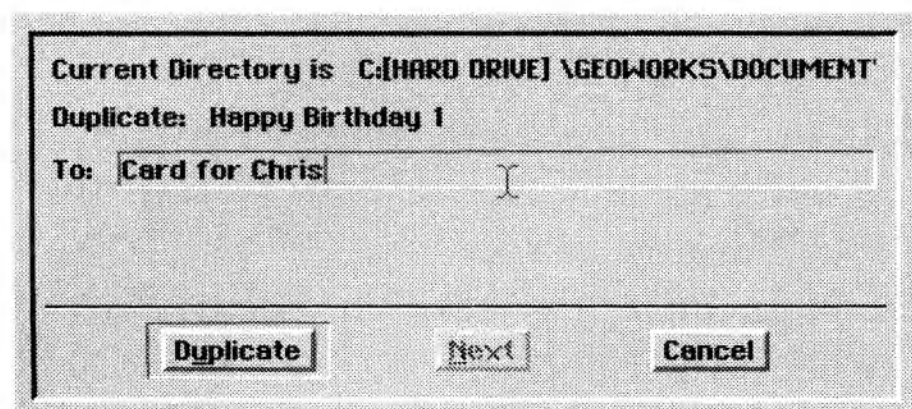 Current Directory is C:[HARD DRIVE] \GEOWORKS\DOCUMENT'
Duplicate: Happy Birthday 1
To: Card for Chris
Duplicate Next Cancel